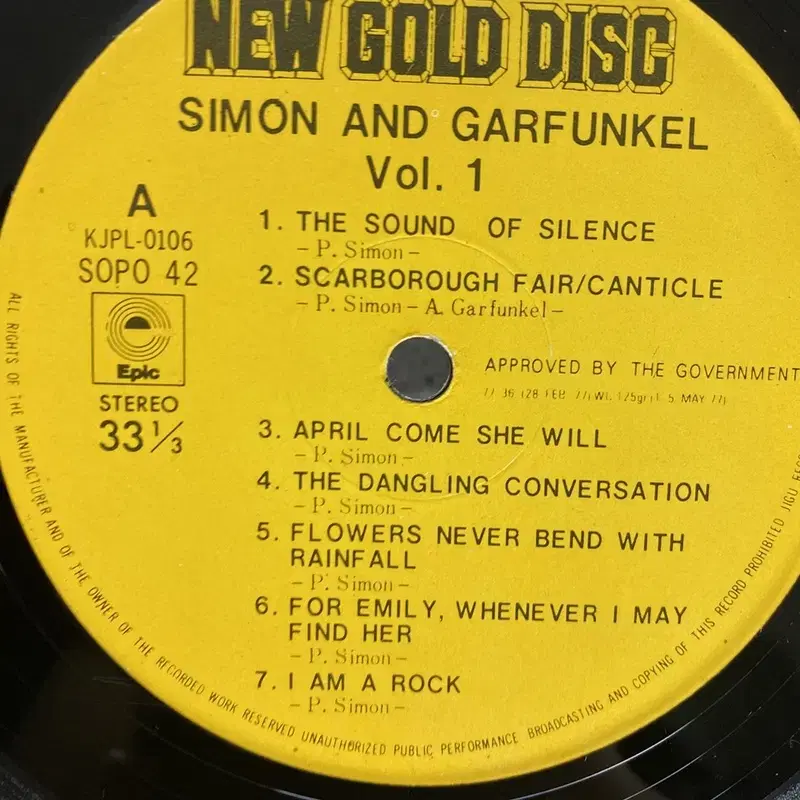 NEW GOLD DISC
SIMON AND GARFUNKEL
Vol. 1
A
KJPL-0106
SOPO 42
Epic
STEREO
33 1/3
1. THE SOUND OF SILENCE
– P. Simon –
2. SCARBOROUGH FAIR/CANTICLE
– P. Simon – A. Garfunkel –
APPROVED BY THE GOVERNMENT
3. APRIL COME SHE WILL
– P. Simon –
4. THE DANGLING CONVERSATION
– P. Simon –
5. FLOWERS NEVER BEND WITH
RAINFALL
– P. Simon –
6. FOR EMILY, WHENEVER I MAY
FIND HER
– P. Simon –
7. I AM A ROCK
– P. Simon –
ALL RIGHTS OF THE MANUFACTURER AND OF THE OWNER OF THE RECORDED WORK RESERVED UNAUTHORIZED PUBLIC PERFORMANCE BROADCASTING AND COPYING OF THIS RECORD PROHIBITED JIGU